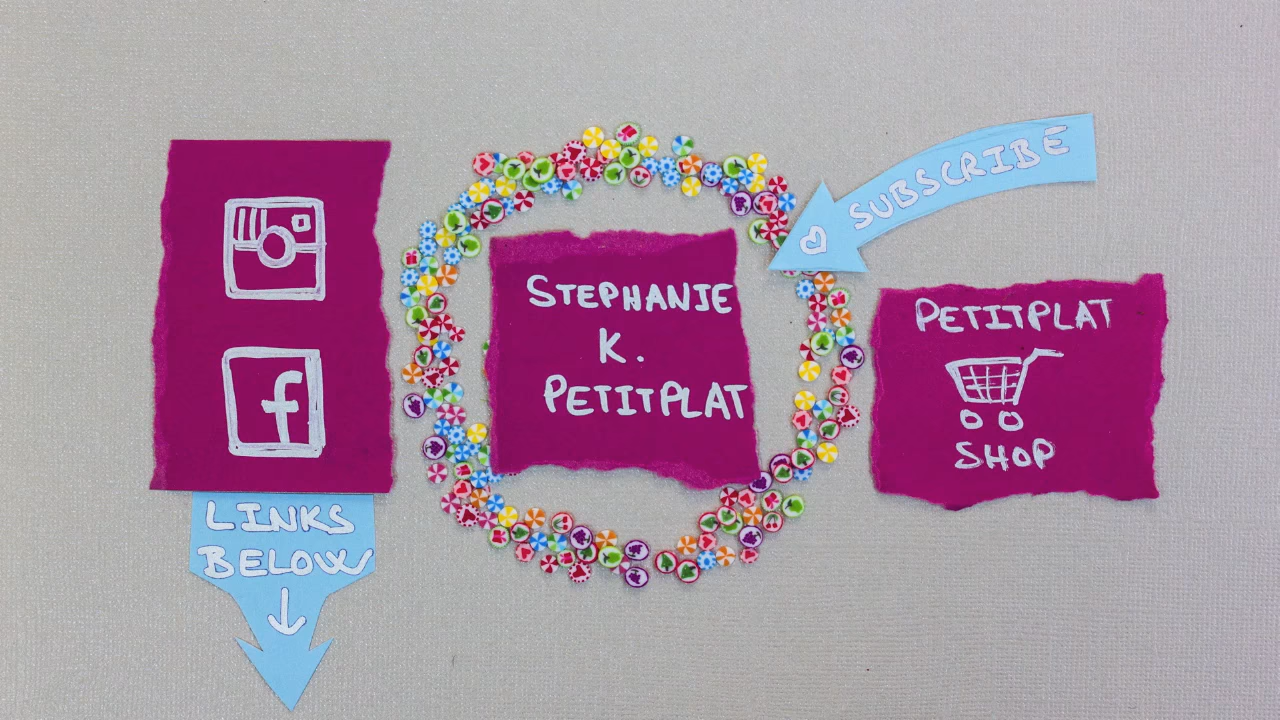 f
LINKS
BELOW
STEPHANIE
K.
PETITPLAT
SUBSCRIBE
PETITPLAT
SHOP